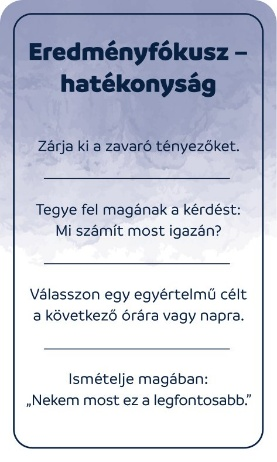 Eredményfókusz –
hatékonyság
Zárja ki a zavaró tényezőket.
Tegye fel magának a kérdést:
Mi számít most igazán?
Válasszon egy egyértelmű célt
a következő órára vagy napra.
Ismételje magában:
„Nekem most ez a legfontosabb.”